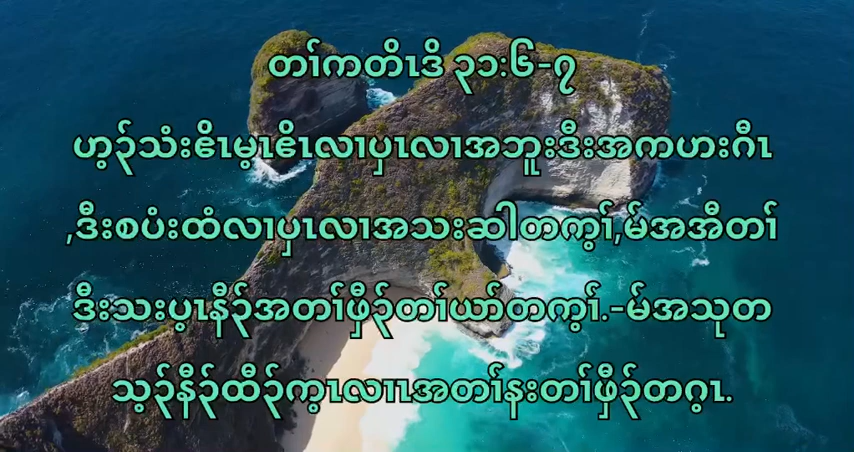 တၢ်ကတိၤဒိ ၃၁:၆-၇
ဟ့ၣ်သံးဧိၤမ့ၤဧိၤလၢပှၤလၢအဘူးဒီးအကဟးဂီၤ
,ဒီးစပံးထံလၢပှၤလၢအသးဆါတက့ၢ်,မ်အအီတၢ်
ဒီးသးပ့ၤနီၣ်အတၢ်ဖှီၣ်တၢ်ယာ်တက့ၢ်.-မ်အသုတ
သ့ၣ်နီၣ်ထီၣ်က့ၤလၢၤအတၢ်နးတၢ်ဖှီၣ်တဂ့ၤ.